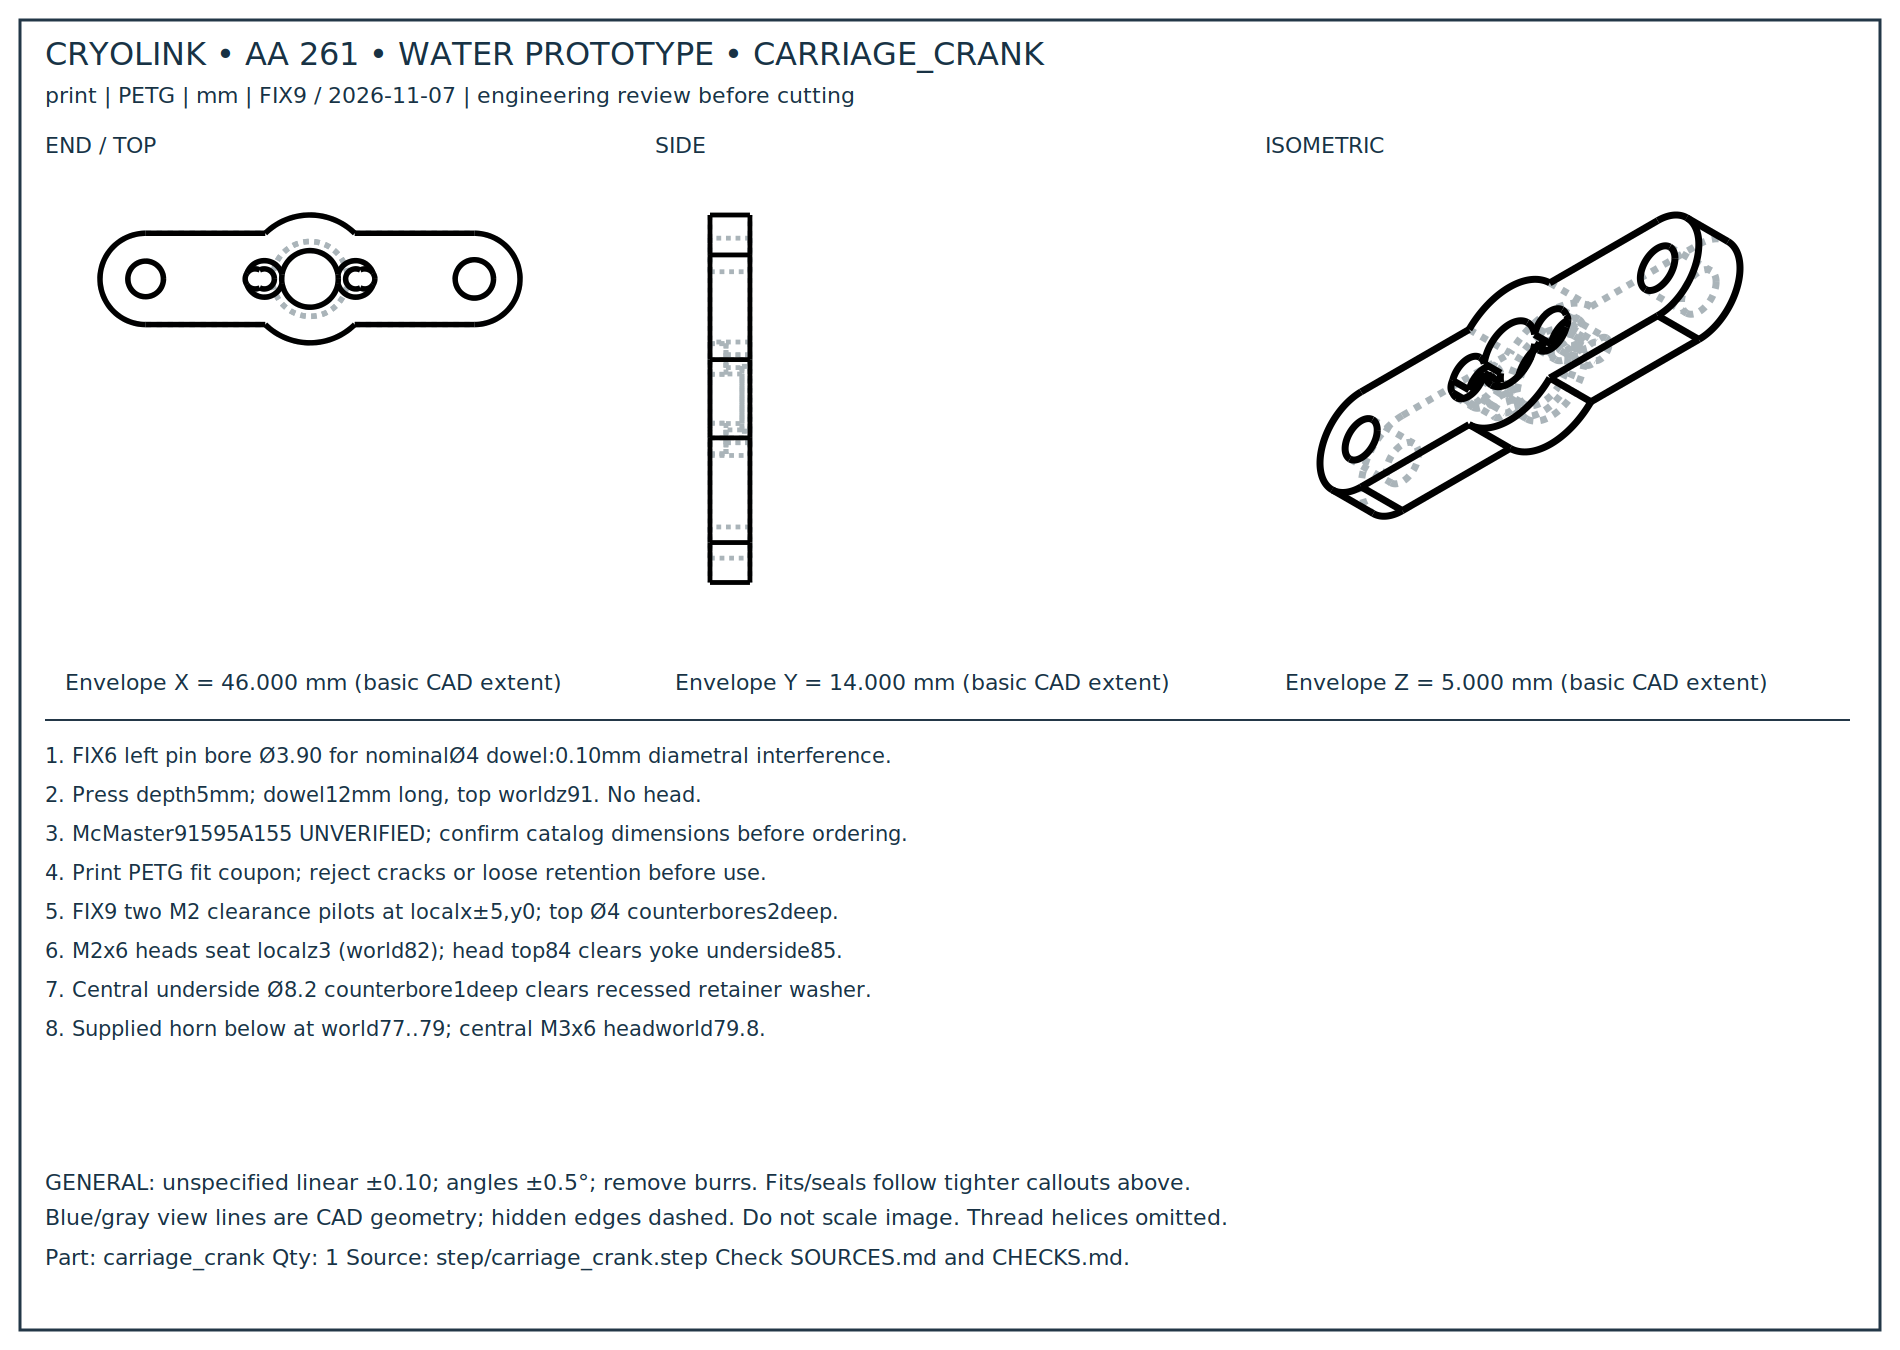 CRYOLINK • AA 261 • WATER PROTOTYPE • CARRIAGE_CRANK
print | PETG | mm | FIX9 / 2026-11-07 | engineering review before cutting
END / TOP
SIDE
ISOMETRIC
Envelope X = 46.000 mm (basic CAD extent)
Envelope Y = 14.000 mm (basic CAD extent)
Envelope Z = 5.000 mm (basic CAD extent)
1. FIX6 left pin bore Ø3.90 for nominalØ4 dowel:0.10mm diametral interference.
2. Press depth5mm; dowel12mm long, top worldz91. No head.
3. McMaster91595A155 UNVERIFIED; confirm catalog dimensions before ordering.
4. Print PETG fit coupon; reject cracks or loose retention before use.
5. FIX9 two M2 clearance pilots at localx±5,y0; top Ø4 counterbores2deep.
6. M2x6 heads seat localz3 (world82); head top84 clears yoke underside85.
7. Central underside Ø8.2 counterbore1deep clears recessed retainer washer.
8. Supplied horn below at world77..79; central M3x6 headworld79.8.
GENERAL: unspecified linear ±0.10; angles ±0.5°; remove burrs. Fits/seals follow tighter callouts above.
Blue/gray view lines are CAD geometry; hidden edges dashed. Do not scale image. Thread helices omitted.
Part: carriage_crank Qty: 1 Source: step/carriage_crank.step Check SOURCES.md and CHECKS.md.